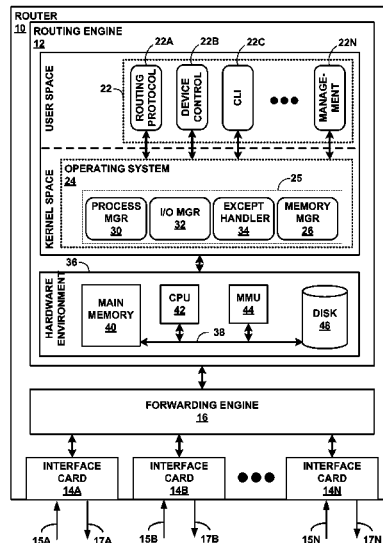 ROUTER
10
ROUTING ENGINE
12
22A
22B
22C
22N
22
USER SPACE
ROUTING PROTOCOL
DEVICE CONTROL
CLI
MANAGE-MENT
KERNEL SPACE
OPERATING SYSTEM
24
25
PROCESS MGR
30
I/O MGR
32
EXCEPT HANDLER
34
MEMORY MGR
26
36
HARDWARE ENVIRONMENT
MAIN MEMORY
40
CPU
42
MMU
44
DISK
48
38
FORWARDING ENGINE
16
INTERFACE CARD
14A
INTERFACE CARD
14B
INTERFACE CARD
14N
15A
17A
15B
17B
15N
17N